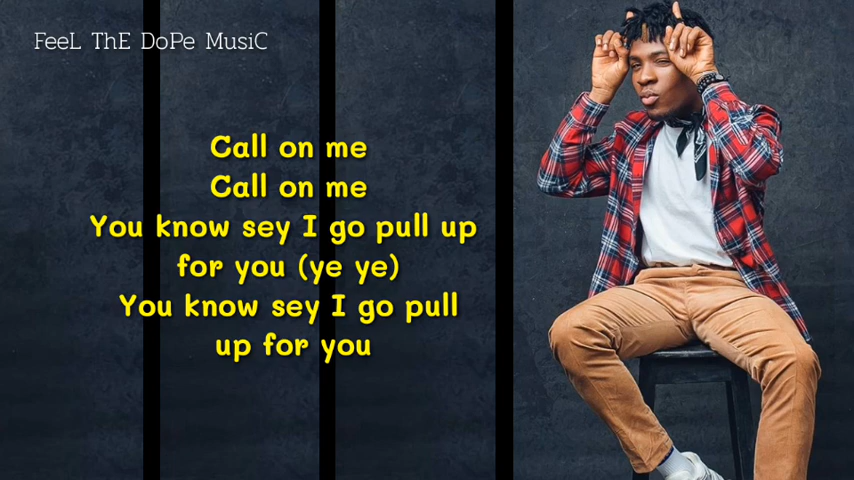 FeeL ThE DoPe MusiC
Call on me
Call on me
You know sey I go pull up
for you (ye ye)
You know sey I go pull
up for you